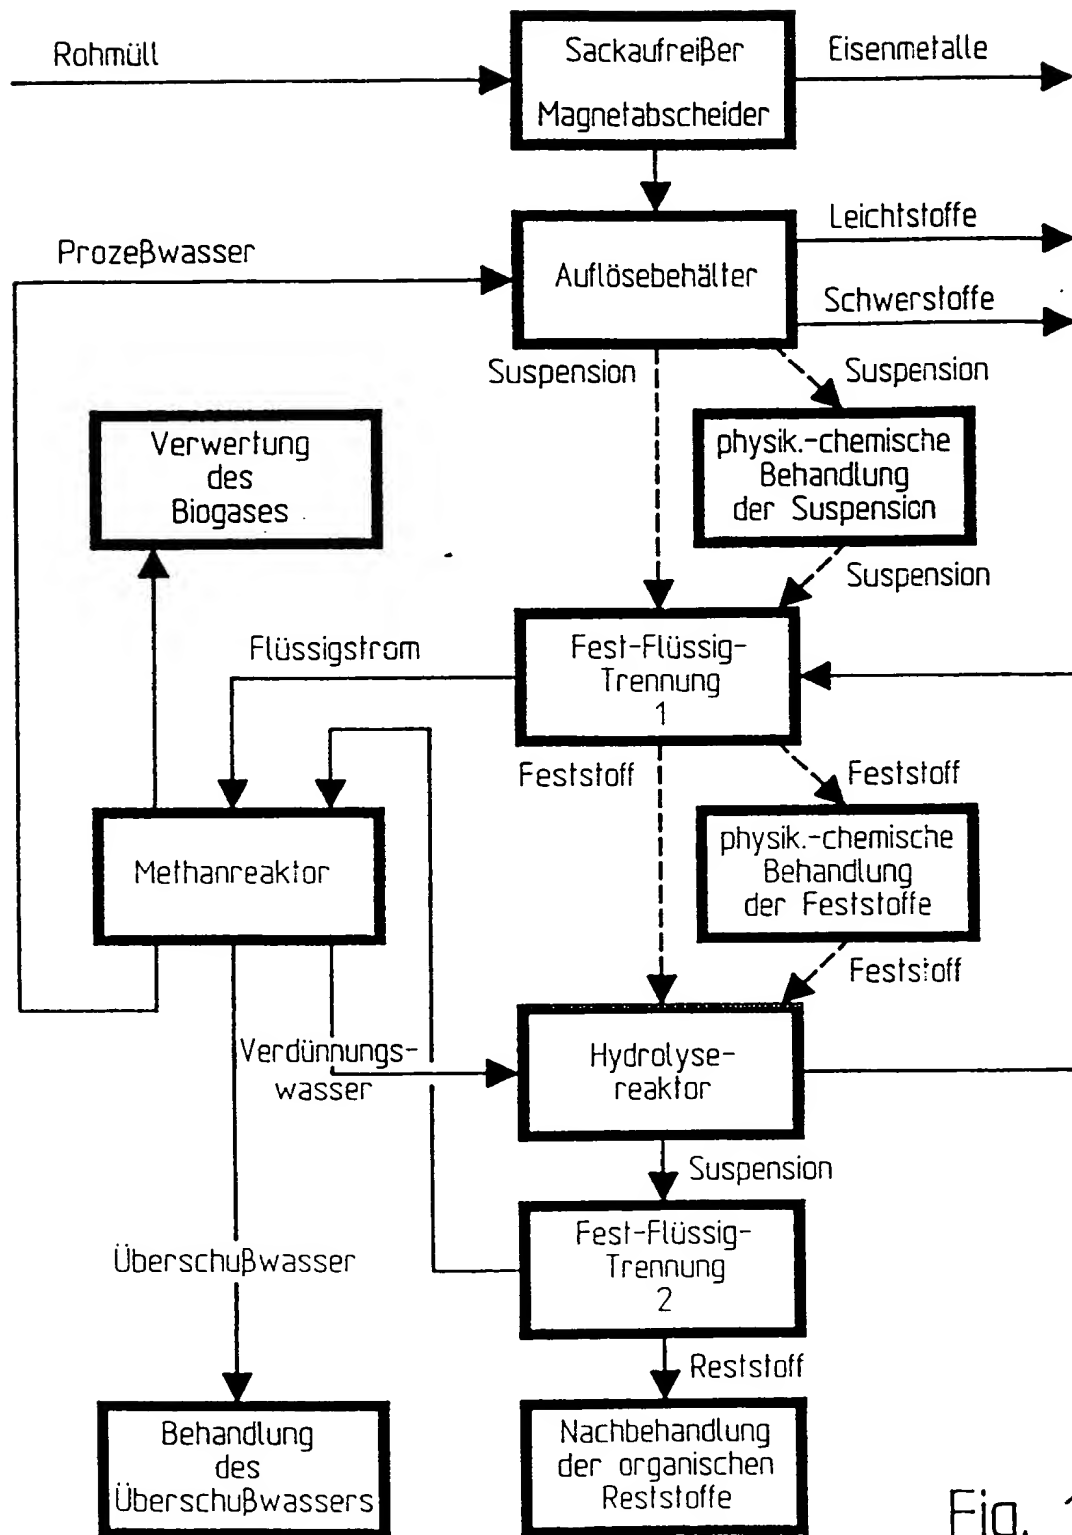 Rohmüll
Sackaufreißer
Magnetabscheider
Eisenmetalle
Prozeßwasser
Auflösebehälter
Leichtstoffe
Schwerstoffe
Suspension
Suspension
Verwertung
des
Biogases
physik.-chemische
Behandlung
der Suspension
Suspension
Flüssigstrom
Fest-Flüssig-
Trennung
1
Feststoff
Feststoff
Methanreaktor
physik.-chemische
Behandlung
der Feststoffe
Feststoff
Verdünnungs-
wasser
Hydrolyse-
reaktor
Suspension
Überschußwasser
Fest-Flüssig-
Trennung
2
Reststoff
Behandlung
des
Überschußwassers
Nachbehandlung
der organischen
Reststoffe
Fig. 1